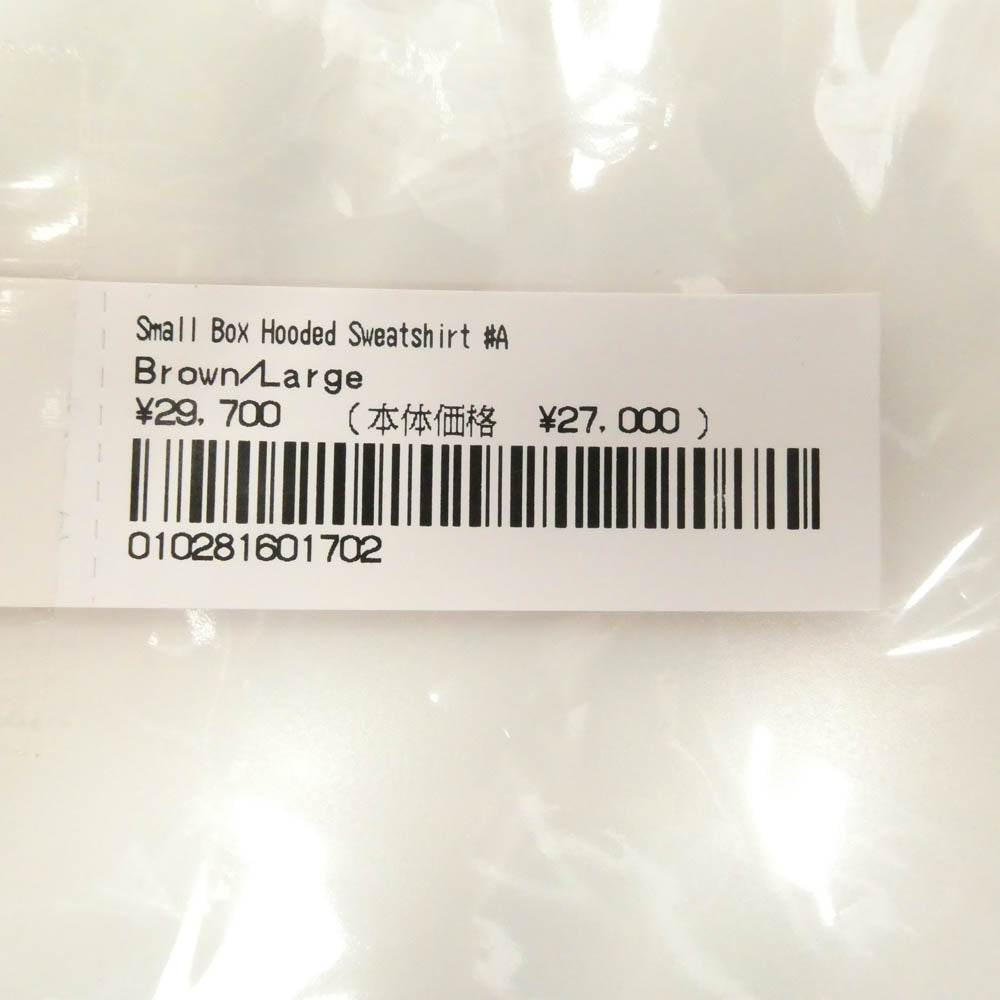 Small Box Hooded Sweatshirt #A
Brown/Large
¥29,700 (本体価格 ¥27,000)
010281601702